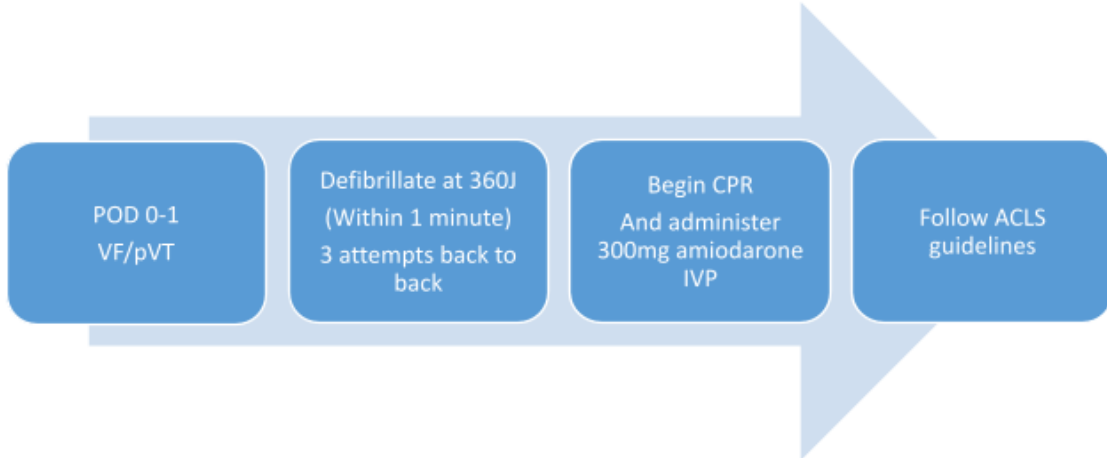 POD 0-1
VF/pVT
Defibrillate at 360J
(Within 1 minute)
3 attempts back to
back
Begin CPR
And administer
300mg amiodarone
IVP
Follow ACLS
guidelines